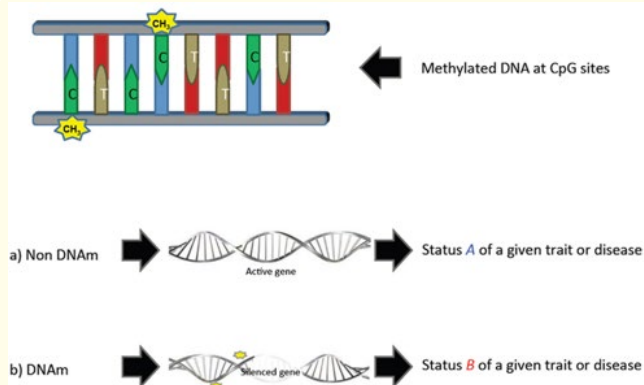 CH₃
C T C C T T C T
CH₃
Methylated DNA at CpG sites
a) Non DNAm
Active gene
Status A of a given trait or disease
b) DNAm
Silenced gene
Status B of a given trait or disease